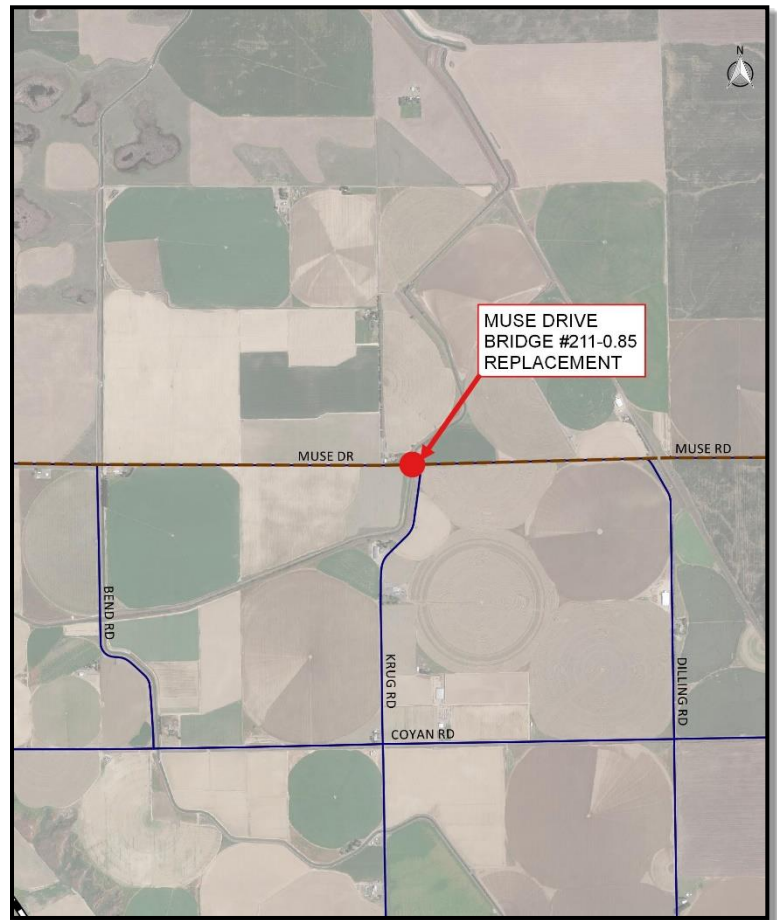 N
MUSE DRIVE
BRIDGE #211-0.85
REPLACEMENT
MUSE DR
MUSE RD
BEND RD
KRUG RD
DILLING RD
COYAN RD